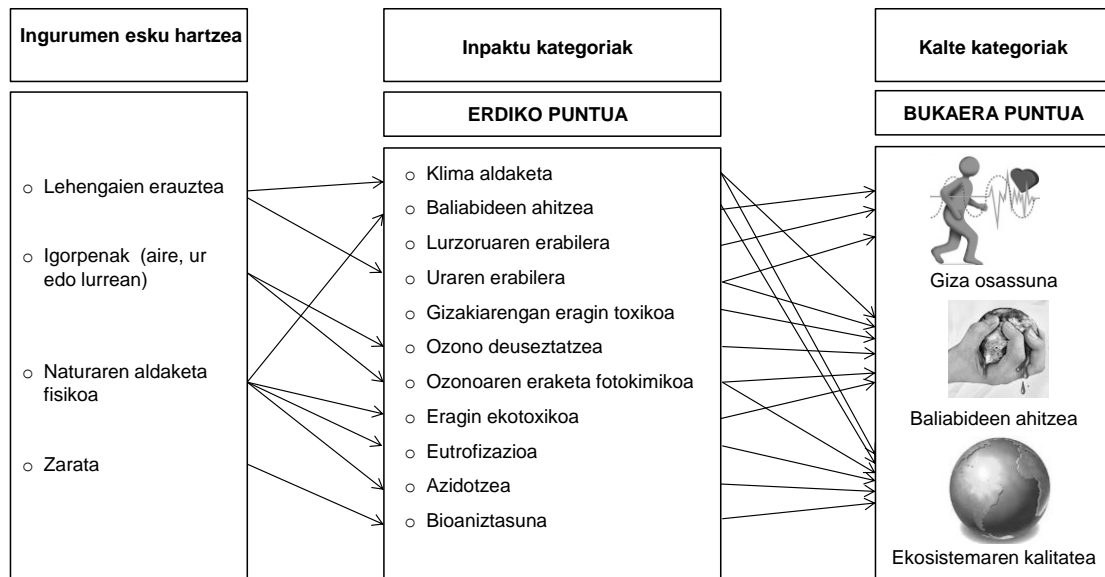 Ingurumen esku hartzea
Inpaktu kategoriak
Kalte kategoriak
ERDIKO PUNTUA
BUKAERA PUNTUA
Lehengaien erauztea
Igorpenak (aire, ur
edo lurrean)
Naturaren aldaketa
fisikoa
Zarata
Klima aldaketa
Baliabideen ahitzea
Lurzoruaren erabilera
Uraren erabilera
Gizakiarengan eragin toxikoa
Ozono deuseztatzea
Ozonoaren eraketa fotokimikoa
Eragin ekotoxikoa
Eutrofizazioa
Azidotzea
Bioaniztasuna
Giza osassuna
Baliabideen ahitzea
Ekosistemaren kalitatea